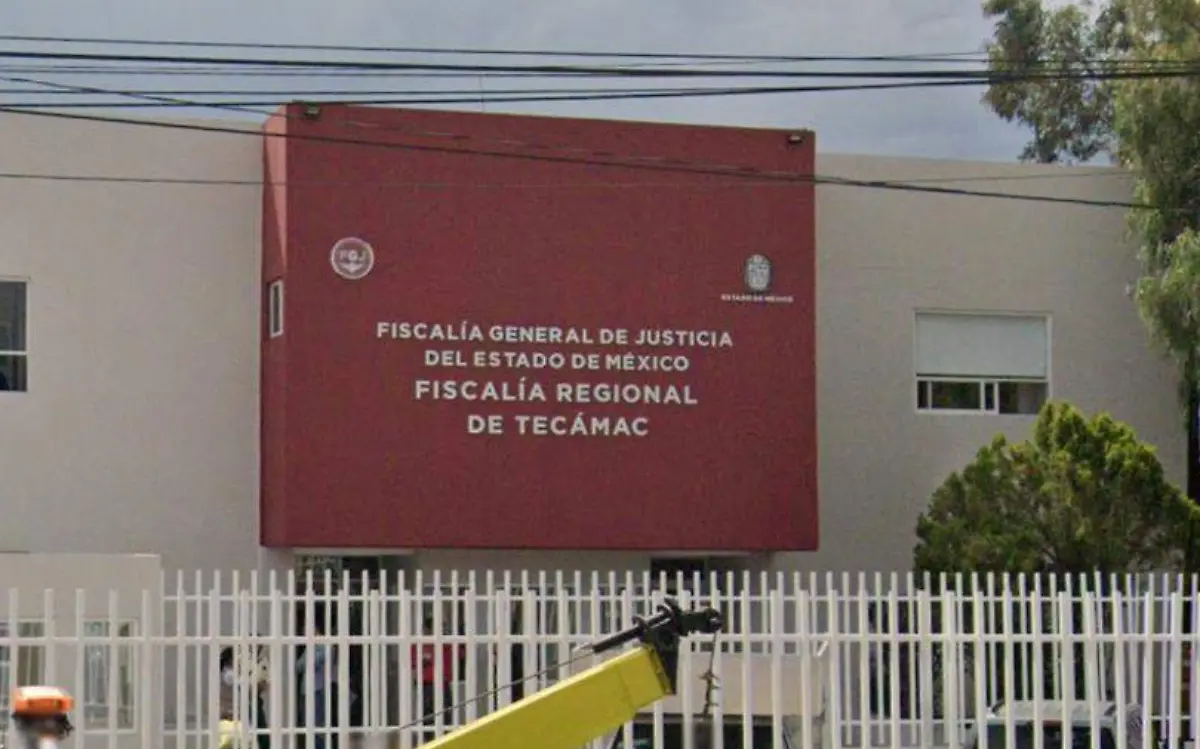 FGJ
ESTADO DE MÉXICO
FISCALÍA GENERAL DE JUSTICIA
DEL ESTADO DE MÉXICO
FISCALÍA REGIONAL
DE TECÁMAC